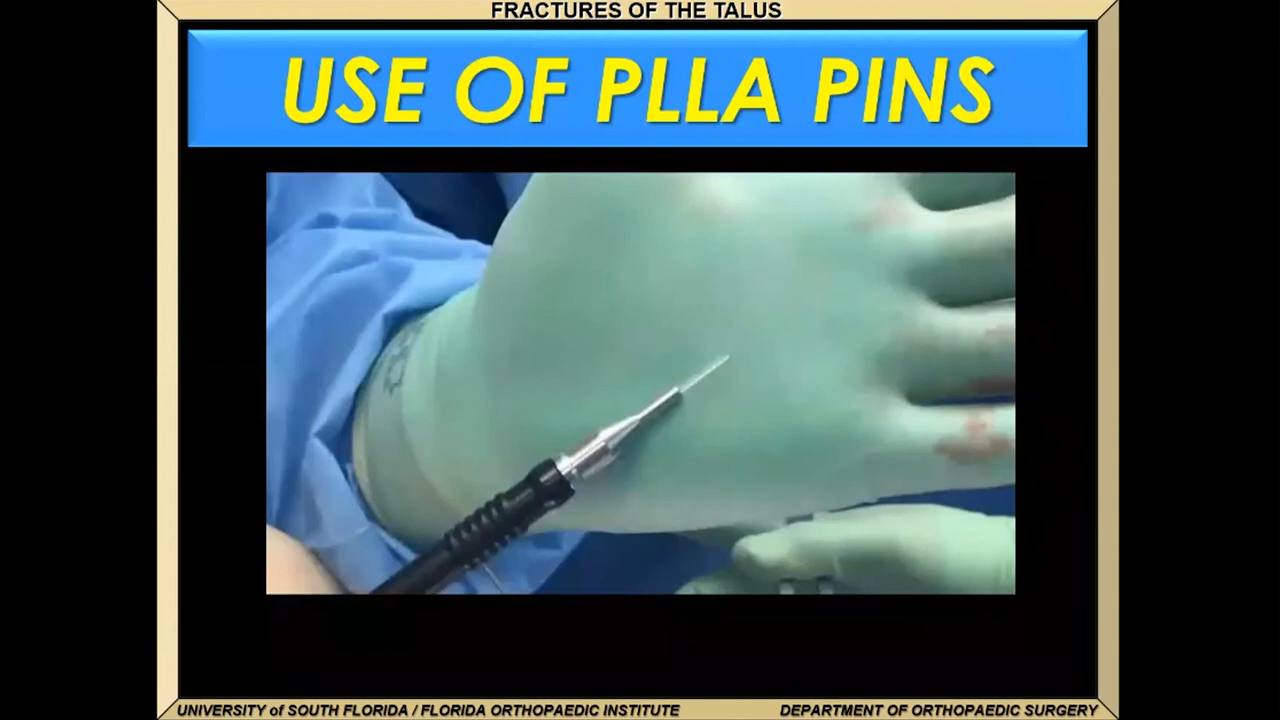 FRACTURES OF THE TALUS
USE OF PLLA PINS
UNIVERSITY of SOUTH FLORIDA / FLORIDA ORTHOPAEDIC INSTITUTE
DEPARTMENT OF ORTHOPAEDIC SURGERY